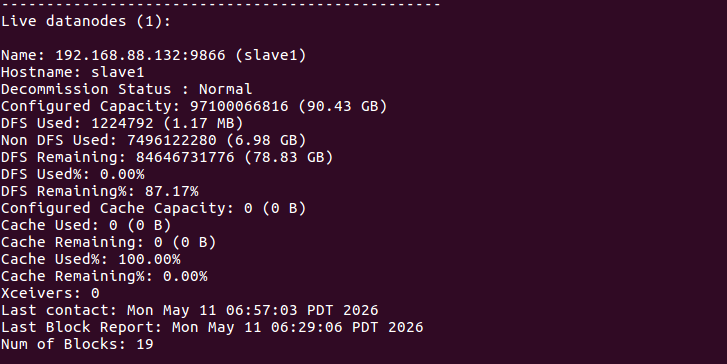 -------------------------------------------------
Live datanodes (1):
Name: 192.168.88.132:9866 (slave1)
Hostname: slave1
Decommission Status : Normal
Configured Capacity: 97100066816 (90.43 GB)
DFS Used: 1224792 (1.17 MB)
Non DFS Used: 7496122280 (6.98 GB)
DFS Remaining: 84646731776 (78.83 GB)
DFS Used%: 0.00%
DFS Remaining%: 87.17%
Configured Cache Capacity: 0 (0 B)
Cache Used: 0 (0 B)
Cache Remaining: 0 (0 B)
Cache Used%: 100.00%
Cache Remaining%: 0.00%
Xceivers: 0
Last contact: Mon May 11 06:57:03 PDT 2026
Last Block Report: Mon May 11 06:29:06 PDT 2026
Num of Blocks: 19